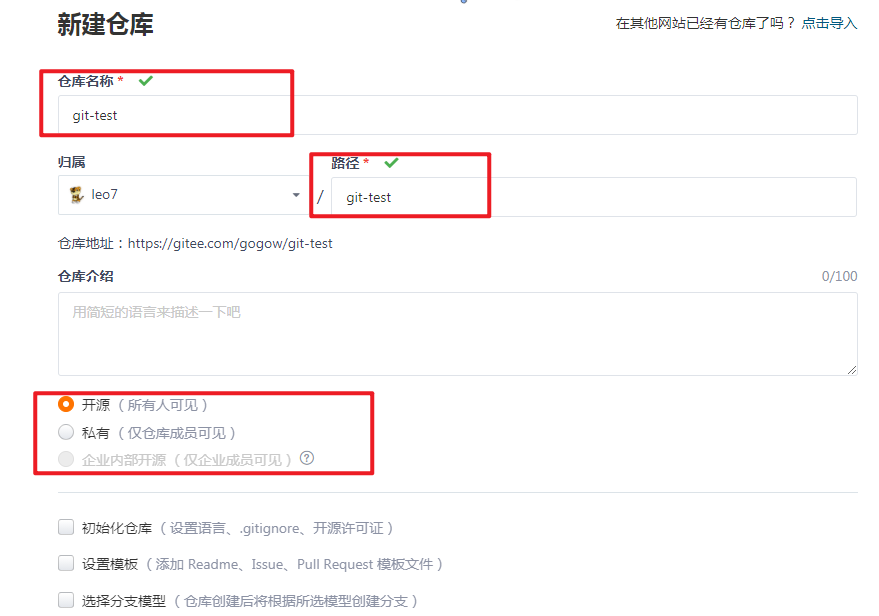 新建仓库
在其他网站已经有仓库了吗？ 点击导入
仓库名称 *
git-test
归属
路径 *
leo7
/
git-test
仓库地址：https://gitee.com/gogow/git-test
仓库介绍
0/100
用简短的语言来描述一下吧
开源（所有人可见）
私有（仅仓库成员可见）
企业内部开源（仅企业成员可见）?
初始化仓库（设置语言、.gitignore、开源许可证）
设置模板（添加 Readme、Issue、Pull Request 模板文件）
选择分支模型（仓库创建后将根据所选模型创建分支）